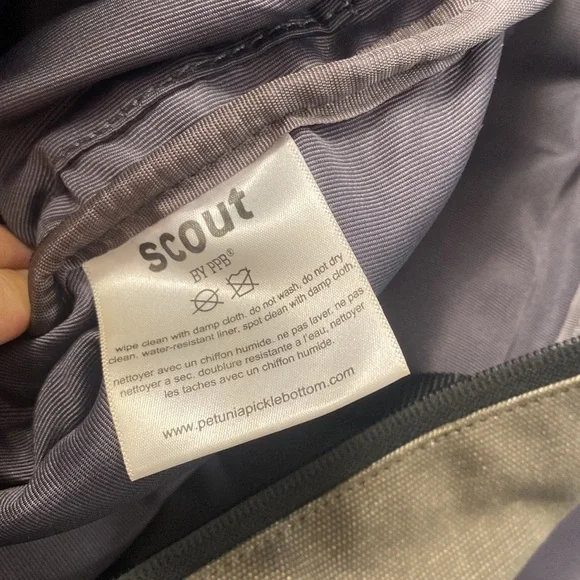 scout
BY PPB®
wipe clean with damp cloth. do not wash, do not dry
clean. water-resistant liner, spot clean with damp cloth.
nettoyer avec un chiffon humide. ne pas laver, ne pas
nettoyer a sec. doublure resistante a l'eau, nettoyer
les taches avec un chiffon humide.
www.petuniapicklebottom.com